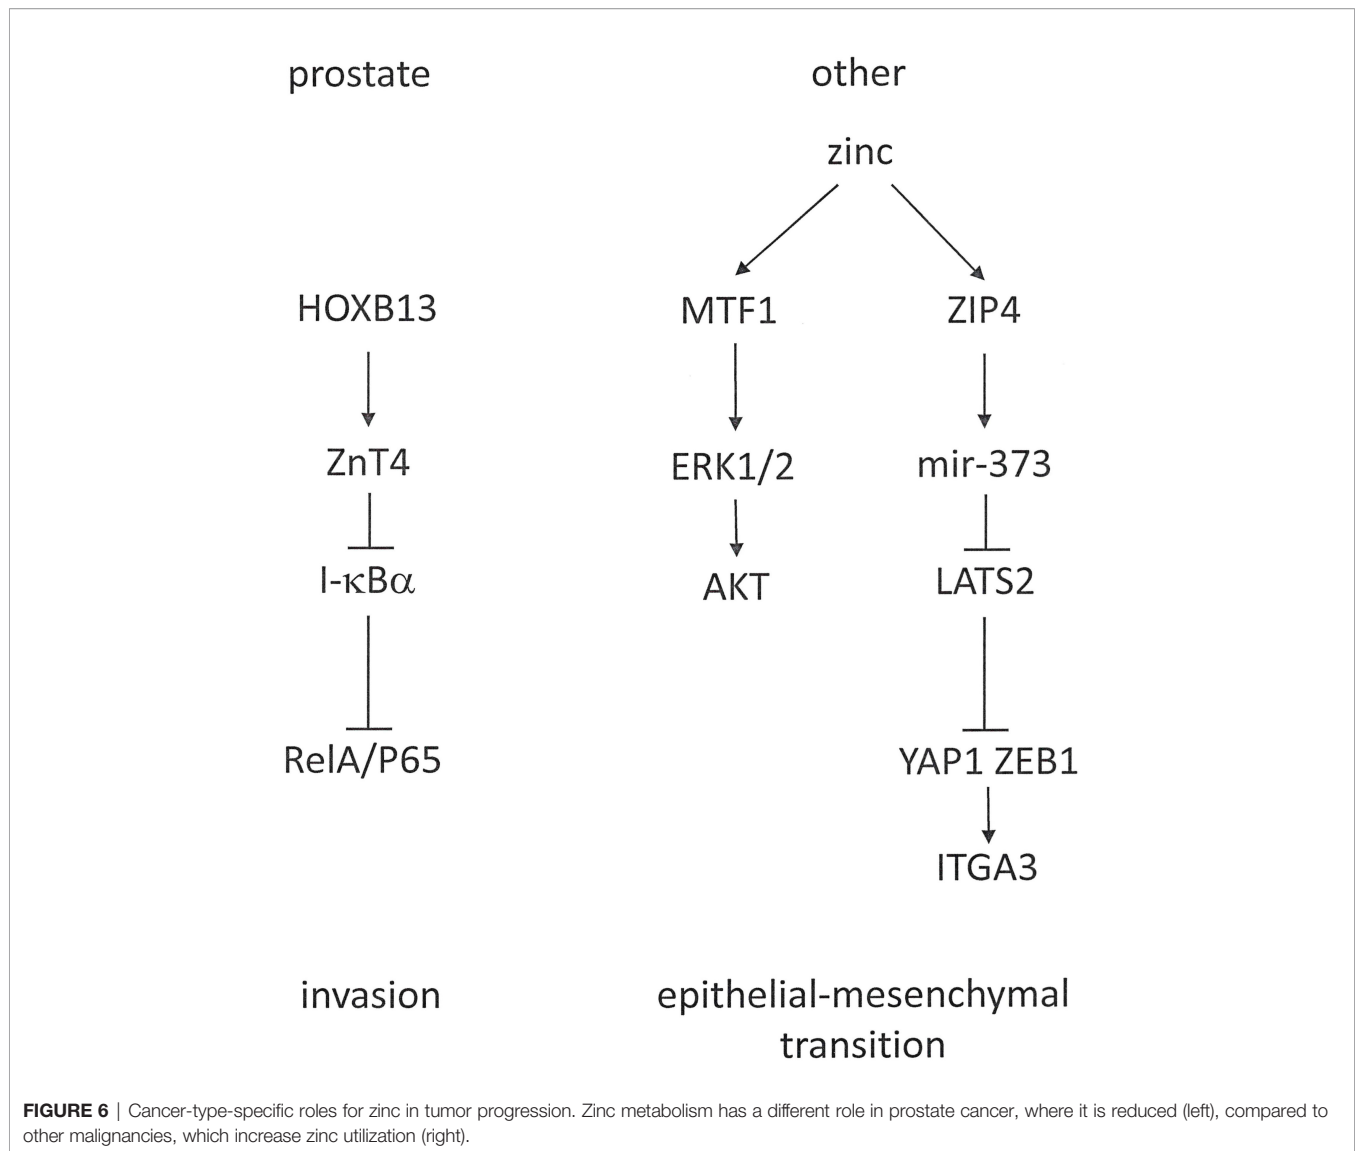 prostate
other
zinc
HOXB13
MTF1
ZIP4
ZnT4
ERK1/2
mir-373
I-κBα
AKT
LATS2
RelA/P65
YAP1 ZEB1
ITGA3
invasion
epithelial-mesenchymal
transition
FIGURE 6 | Cancer-type-specific roles for zinc in tumor progression. Zinc metabolism has a different role in prostate cancer, where it is reduced (left), compared to
other malignancies, which increase zinc utilization (right).